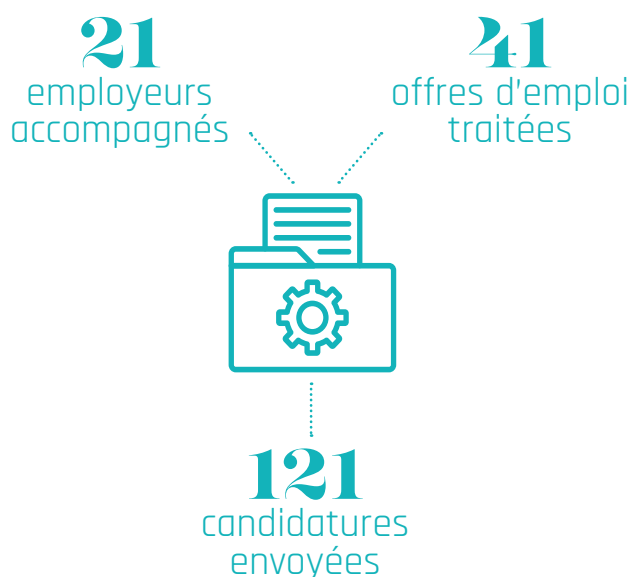 21
employeurs
accompagnés
41
offres d'emploi
traitées
121
candidatures
envoyées